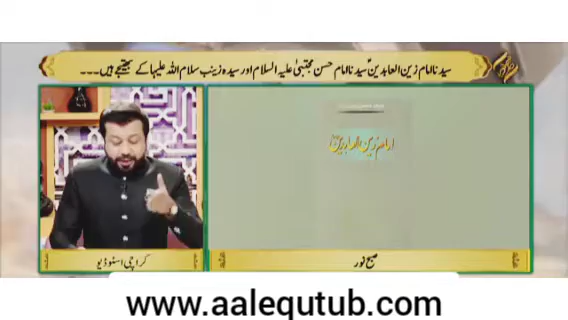 سیدنا امام زین العابدینؑ سیدنا امام حسن مجتبیٰ علیہ السلام اور سیدہ زینب سلام اللہ علیہا کے بھتیجے ہیں۔۔۔
امام زین العابدین
کراچی اسٹوڈیو
صبح نور
www.aalequtub.com